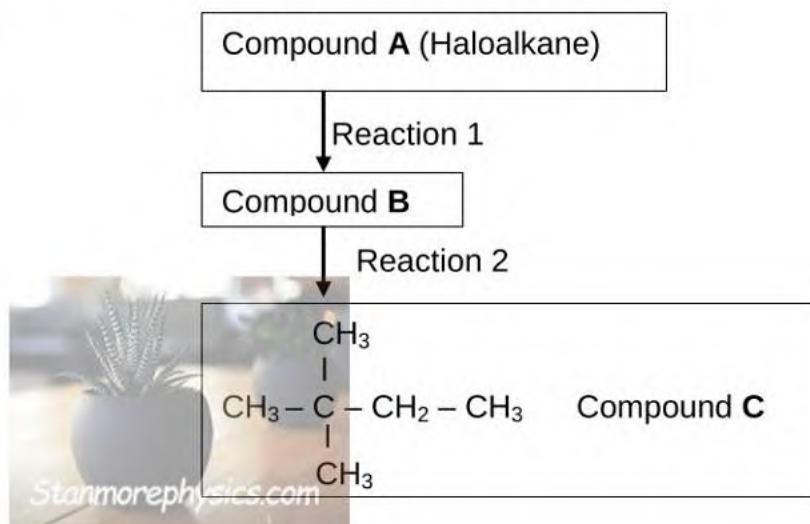 Compound A (Haloalkane)
Reaction 1
Compound B
Reaction 2
CH₃
CH₃ – C – CH₂ – CH₃ Compound C
CH₃
Stanmorephysics.com